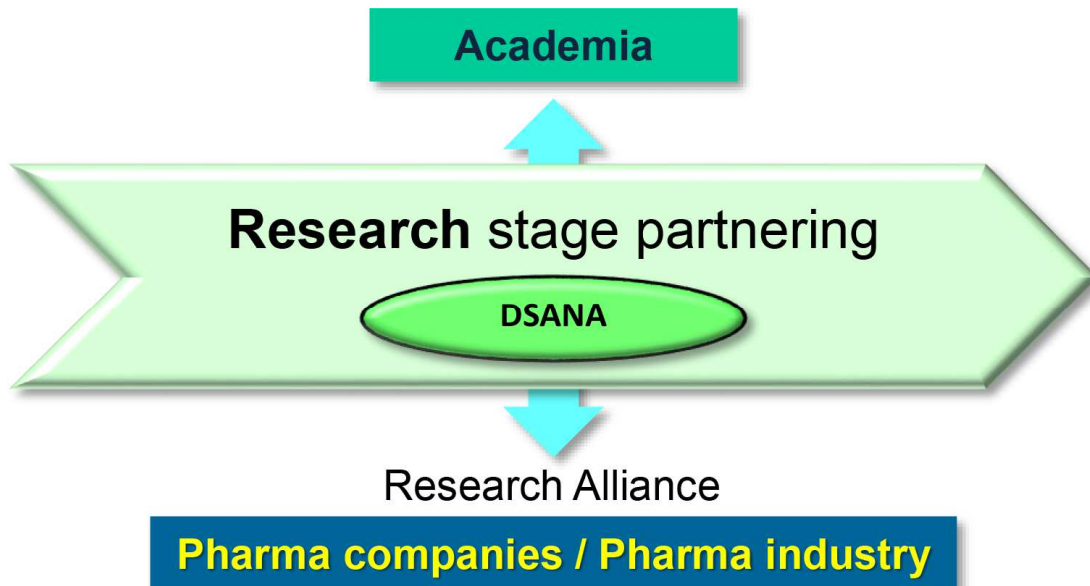 Academia
Research stage partnering
DSANA
Research Alliance
Pharma companies / Pharma industry